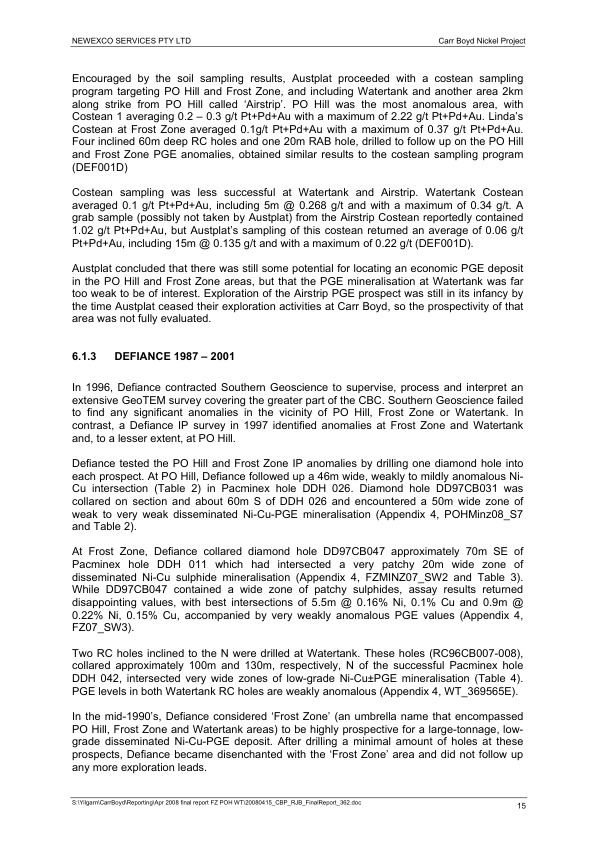 NEWEXCO SERVICES PTY LTD Carr Boyd Nickel Project
Encouraged by the soil sampling results, Austplat proceeded with a costean sampling
program targeting PO Hill and Frost Zone, and including Watertank and another area 2km
along strike from PO Hill called ‘Airstrip’. PO Hill was the most anomalous area, with
Costean 1 averaging 0.2 – 0.3 g/t Pt+Pd+Au with a maximum of 2.22 g/t Pt+Pd+Au. Linda’s
Costean at Frost Zone averaged 0.1g/t Pt+Pd+Au with a maximum of 0.37 g/t Pt+Pd+Au.
Four inclined 60m deep RC holes and one 20m RAB hole, drilled to follow up on the PO Hill
and Frost Zone PGE anomalies, obtained similar results to the costean sampling program
(DEF001D)
Costean sampling was less successful at Watertank and Airstrip. Watertank Costean
averaged 0.1 g/t Pt+Pd+Au, including 5m @ 0.268 g/t and with a maximum of 0.34 g/t. A
grab sample (possibly not taken by Austplat) from the Airstrip Costean reportedly contained
1.02 g/t Pt+Pd+Au, but Austplat’s sampling of this costean returned an average of 0.06 g/t
Pt+Pd+Au, including 15m @ 0.135 g/t and with a maximum of 0.22 g/t (DEF001D).
Austplat concluded that there was still some potential for locating an economic PGE deposit
in the PO Hill and Frost Zone areas, but that the PGE mineralisation at Watertank was far
too weak to be of interest. Exploration of the Airstrip PGE prospect was still in its infancy by
the time Austplat ceased their exploration activities at Carr Boyd, so the prospectivity of that
area was not fully evaluated.
6.1.3 DEFIANCE 1987 – 2001
In 1996, Defiance contracted Southern Geoscience to supervise, process and interpret an
extensive GeoTEM survey covering the greater part of the CBC. Southern Geoscience failed
to find any significant anomalies in the vicinity of PO Hill, Frost Zone or Watertank. In
contrast, a Defiance IP survey in 1997 identified anomalies at Frost Zone and Watertank
and, to a lesser extent, at PO Hill.
Defiance tested the PO Hill and Frost Zone IP anomalies by drilling one diamond hole into
each prospect. At PO Hill, Defiance followed up a 46m wide, weakly to mildly anomalous Ni-
Cu intersection (Table 2) in Pacminex hole DDH 026. Diamond hole DD97CB031 was
collared on section and about 60m S of DDH 026 and encountered a 50m wide zone of
weak to very weak disseminated Ni-Cu-PGE mineralisation (Appendix 4, POHMinz08_S7
and Table 2).
At Frost Zone, Defiance collared diamond hole DD97CB047 approximately 70m SE of
Pacminex hole DDH 011 which had intersected a very patchy 20m wide zone of
disseminated Ni-Cu sulphide mineralisation (Appendix 4, FZMINZ07_SW2 and Table 3).
While DD97CB047 contained a wide zone of patchy sulphides, assay results returned
disappointing values, with best intersections of 5.5m @ 0.16% Ni, 0.1% Cu and 0.9m @
0.22% Ni, 0.15% Cu, accompanied by very weakly anomalous PGE values (Appendix 4,
FZ07_SW3).
Two RC holes inclined to the N were drilled at Watertank. These holes (RC96CB007-008),
collared approximately 100m and 130m, respectively, N of the successful Pacminex hole
DDH 042, intersected very wide zones of low-grade Ni-Cu±PGE mineralisation (Table 4).
PGE levels in both Watertank RC holes are weakly anomalous (Appendix 4, WT_369565E).
In the mid-1990’s, Defiance considered ‘Frost Zone’ (an umbrella name that encompassed
PO Hill, Frost Zone and Watertank areas) to be highly prospective for a large-tonnage, low-
grade disseminated Ni-Cu-PGE deposit. After drilling a minimal amount of holes at these
prospects, Defiance became disenchanted with the ‘Frost Zone’ area and did not follow up
any more exploration leads.
S:\Yilgarn\CarrBoyd\Reporting\Apr 2008 final report FZ POH WT\20080415_CBP_RJB_FinalReport_362.doc
15